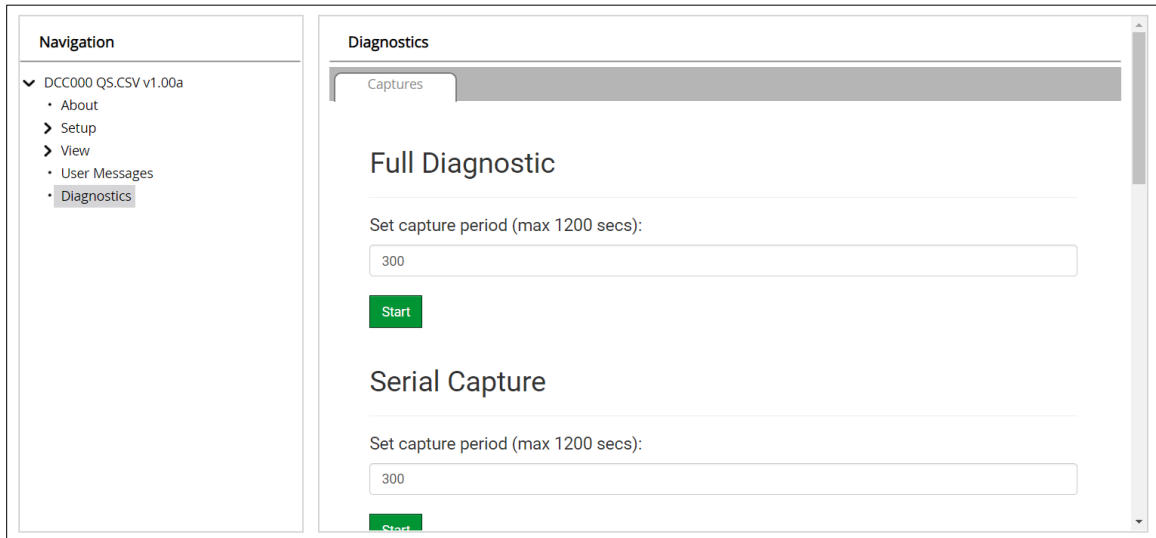 Navigation
DCC000 QS.CSV v1.00a
About
Setup
View
User Messages
Diagnostics
Diagnostics
Captures
Full Diagnostic
Set capture period (max 1200 secs):
300
Start
Serial Capture
Set capture period (max 1200 secs):
300
Start